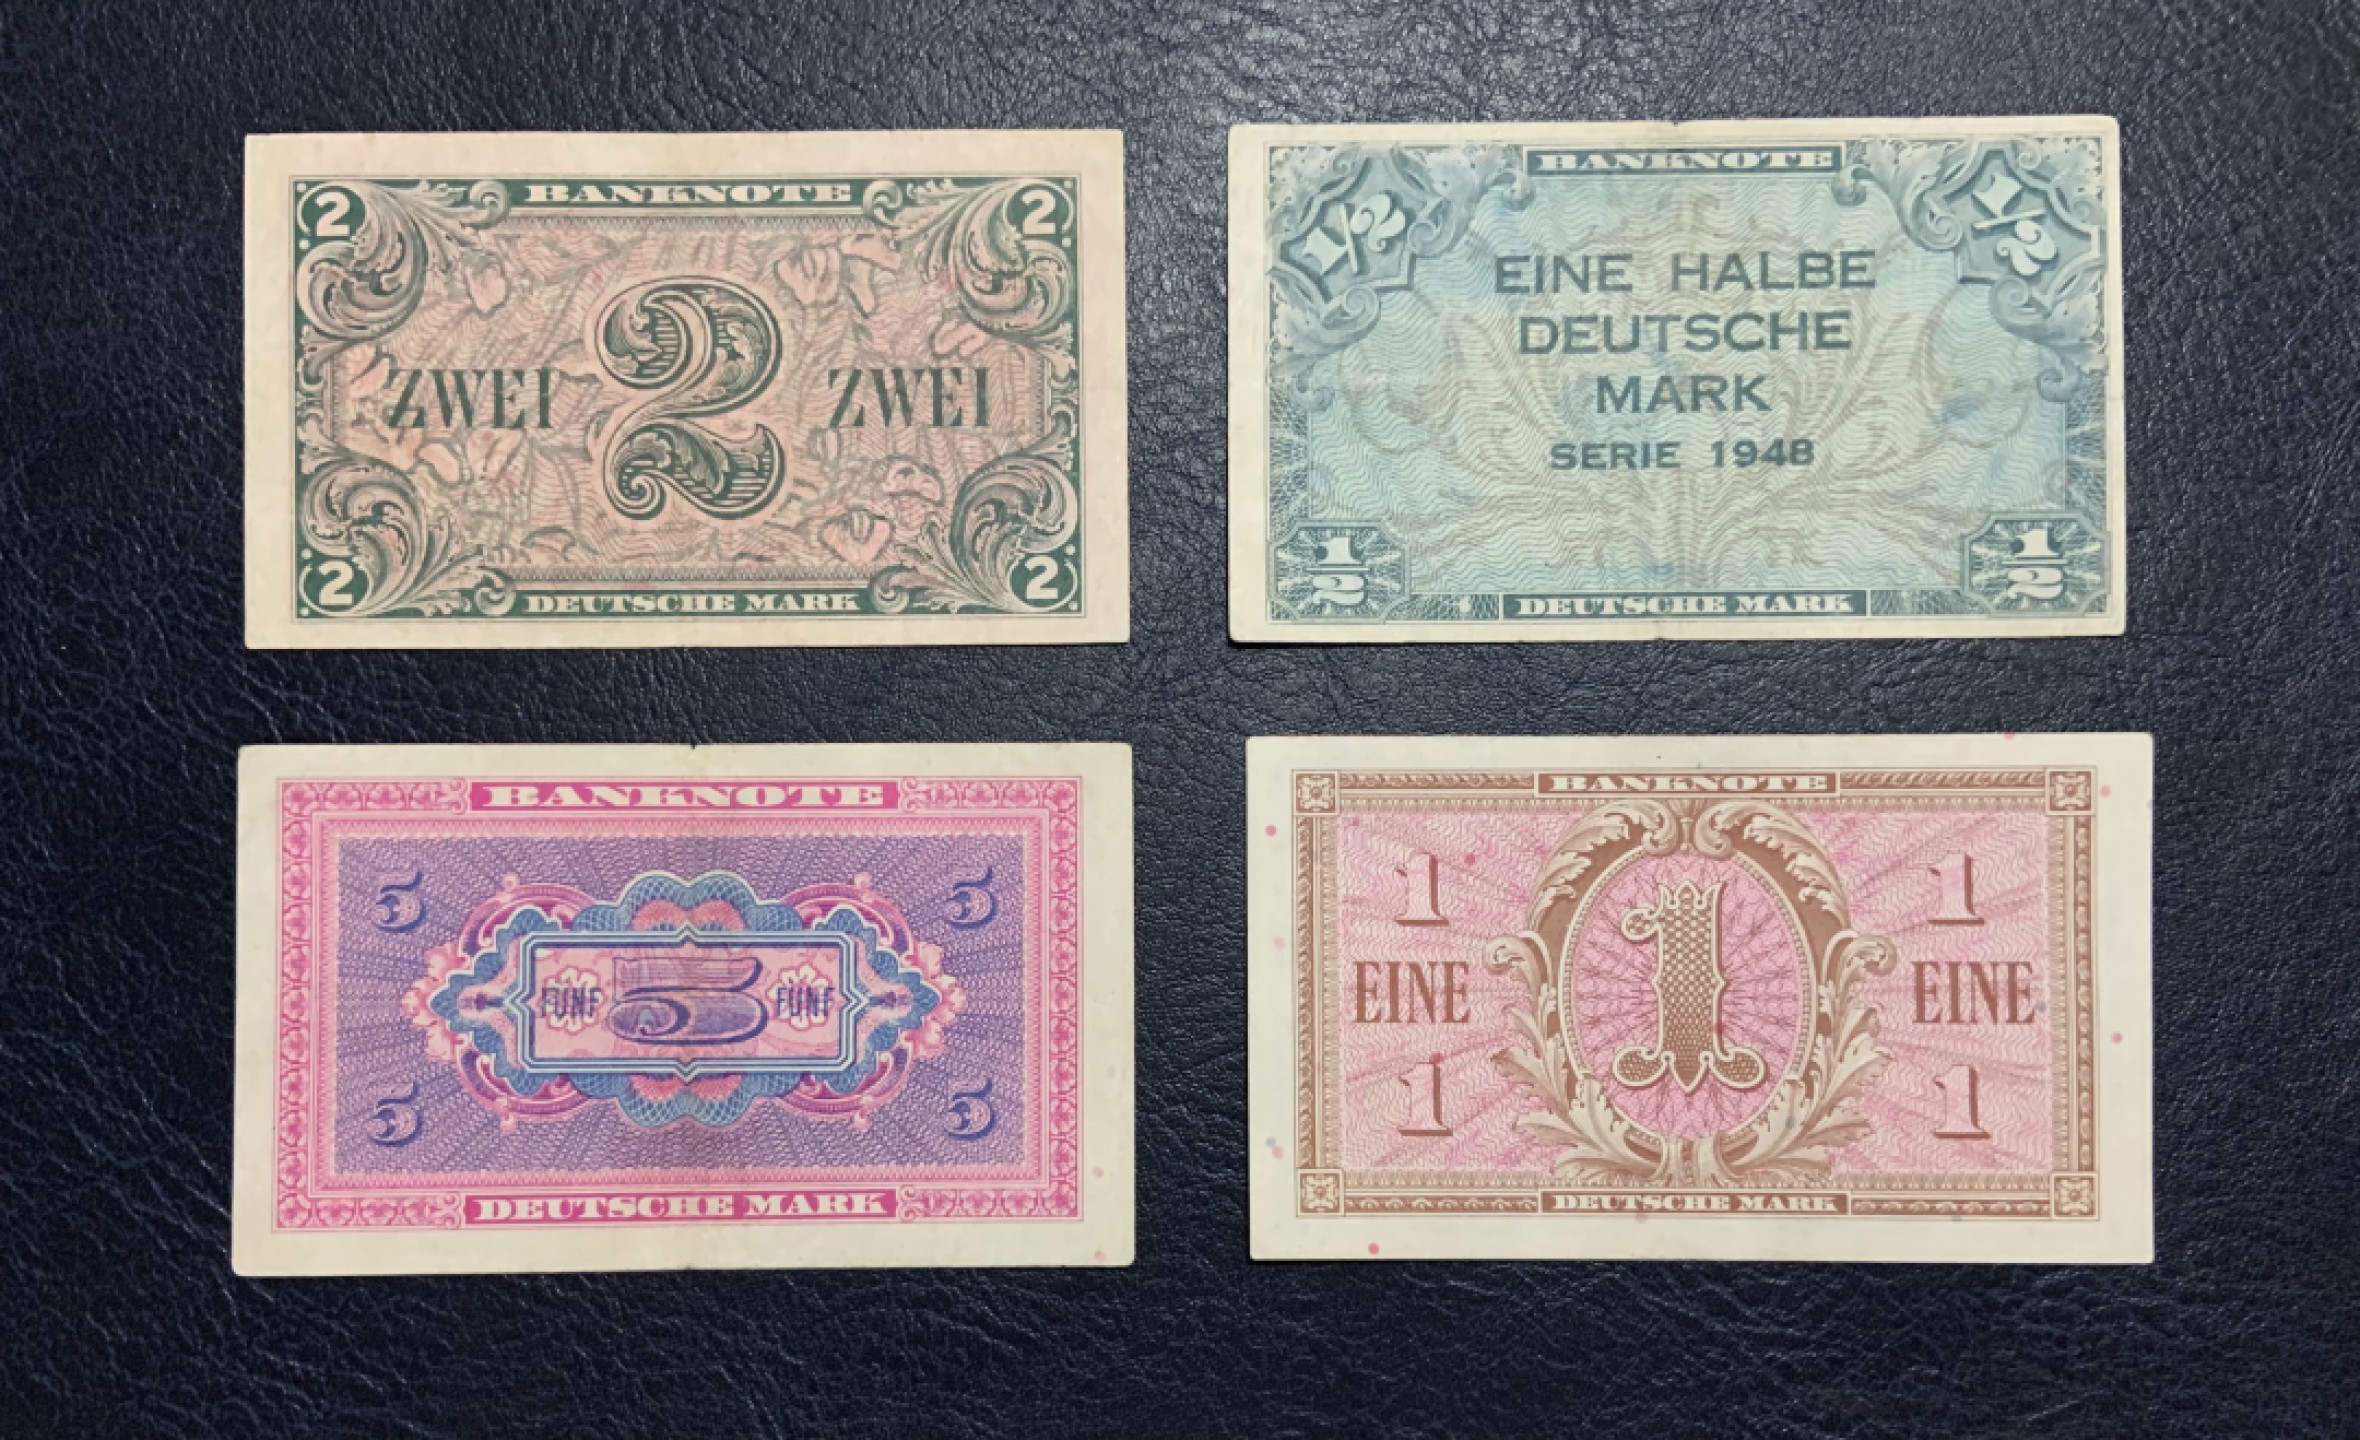 2 BANKNOTE 2
ZWEI 2 ZWEI
2 DEUTSCHE MARK 2
BANKNOTE
1/2 1/2
EINE HALBE
DEUTSCHE
MARK
SERIE 1948
1/2 1/2
DEUTSCHE MARK
BANKNOTE
5 5
FÜNF 5 FÜNF
5 5
DEUTSCHE MARK
BANKNOTE
1 1
EINE 1 EINE
1 1
DEUTSCHE MARK